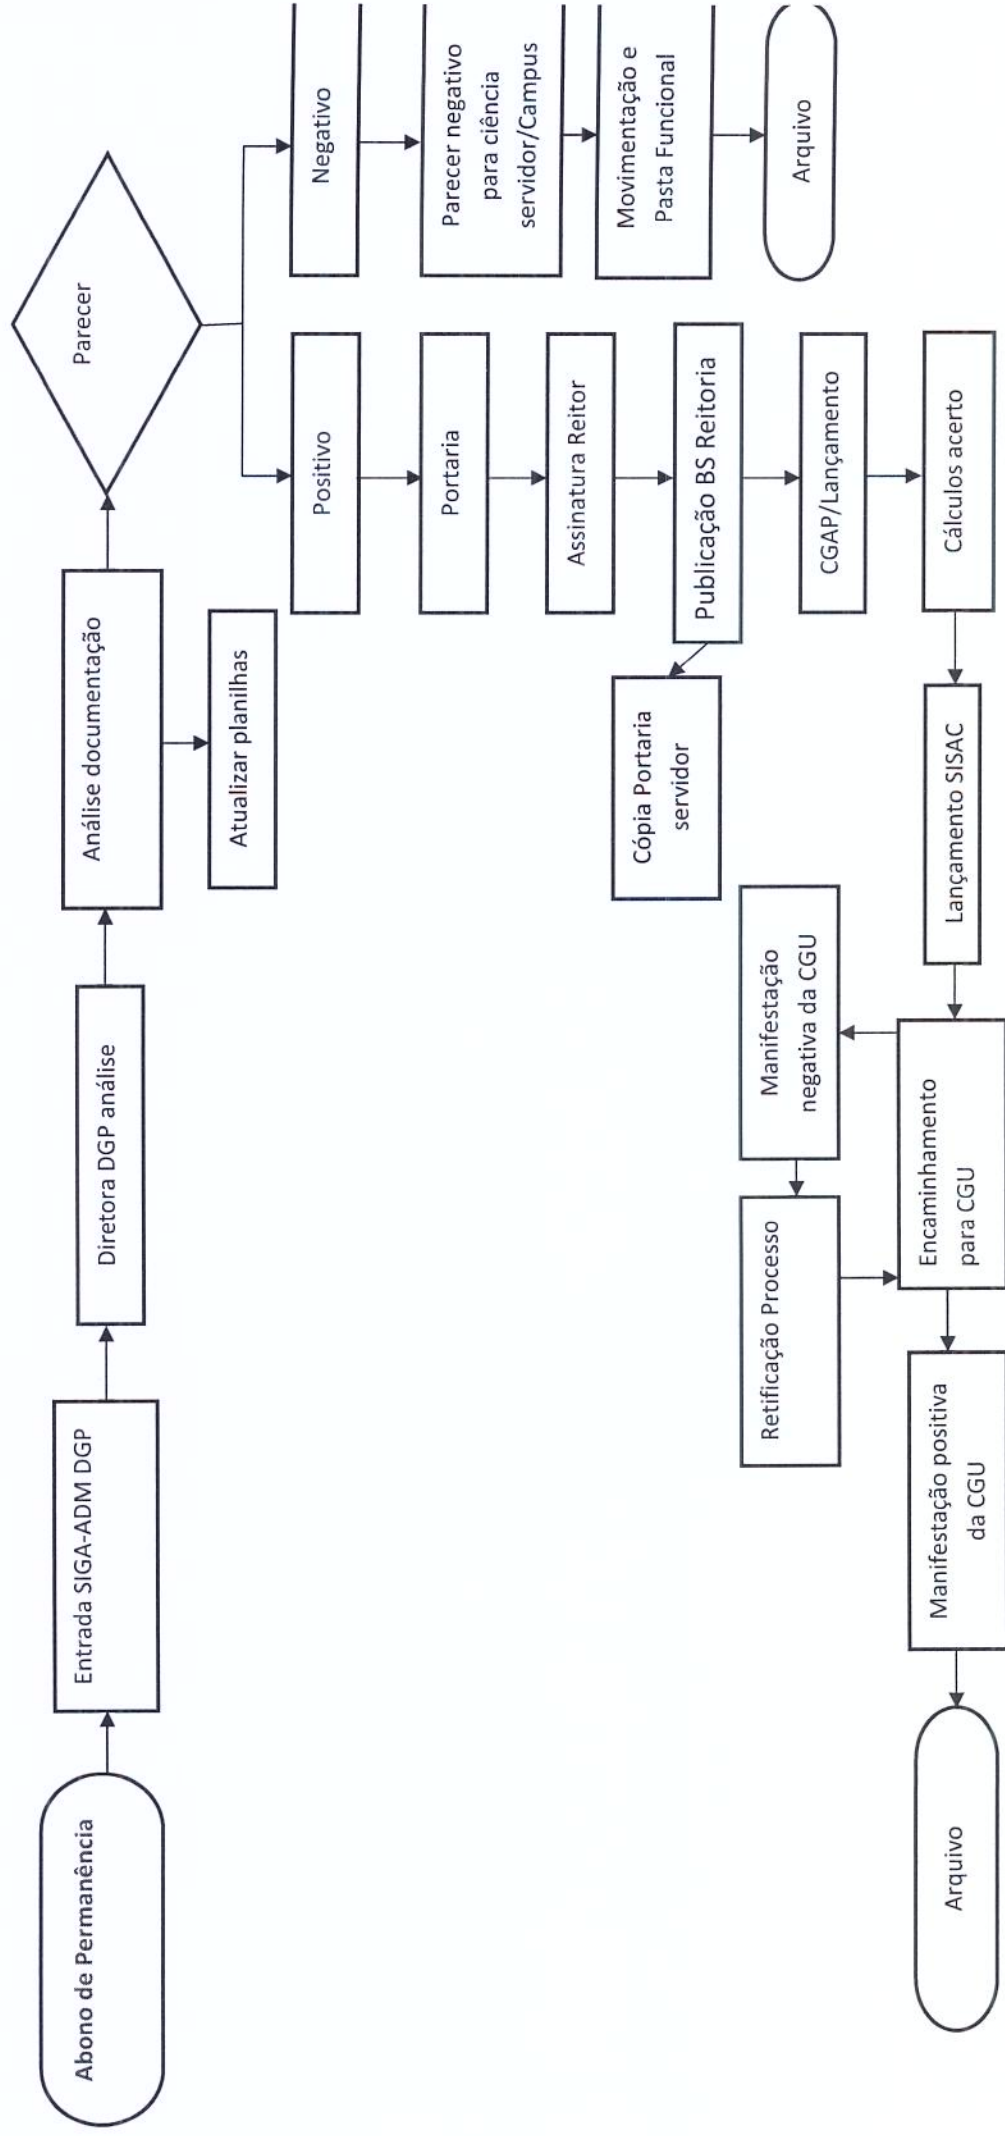 Abono de Permanência
Entrada SIGA-ADM DGP
Diretora DGP análise
Análise documentação
Atualizar planilhas
Parecer
Positivo
Negativo
Portaria
Parecer negativo
para ciência
servidor/Campus
Assinatura Reitor
Movimentação e
Pasta Funcional
Publicação BS Reitoria
Arquivo
Cópia Portaria
servidor
CGAP/Lançamento
Cálculos acerto
Lançamento SISAC
Encaminhamento
para CGU
Manifestação
negativa da CGU
Retificação Processo
Manifestação positiva
da CGU
Arquivo